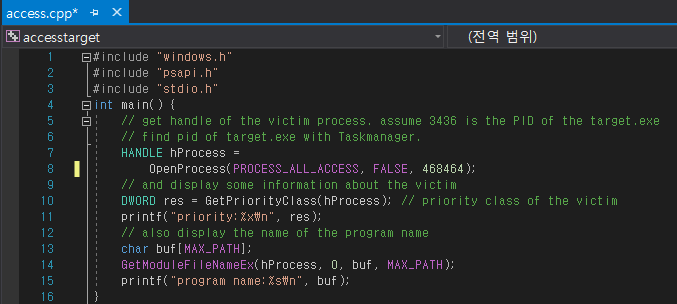 access.cpp*
accesstarget (전역 범위)
1 #include "windows.h"
2 #include "psapi.h"
3 #include "stdio.h"
4 int main() {
5 // get handle of the victim process. assume 3436 is the PID of the target.exe
6 // find pid of target.exe with Taskmanager.
7 HANDLE hProcess =
8 OpenProcess(PROCESS_ALL_ACCESS, FALSE, 468464);
9 // and display some information about the victim
10 DWORD res = GetPriorityClass(hProcess); // priority class of the victim
11 printf("priority:%x₩n", res);
12 // also display the name of the program name
13 char buf[MAX_PATH];
14 GetModuleFileNameEx(hProcess, 0, buf, MAX_PATH);
15 printf("program name:%s₩n", buf);
16 }